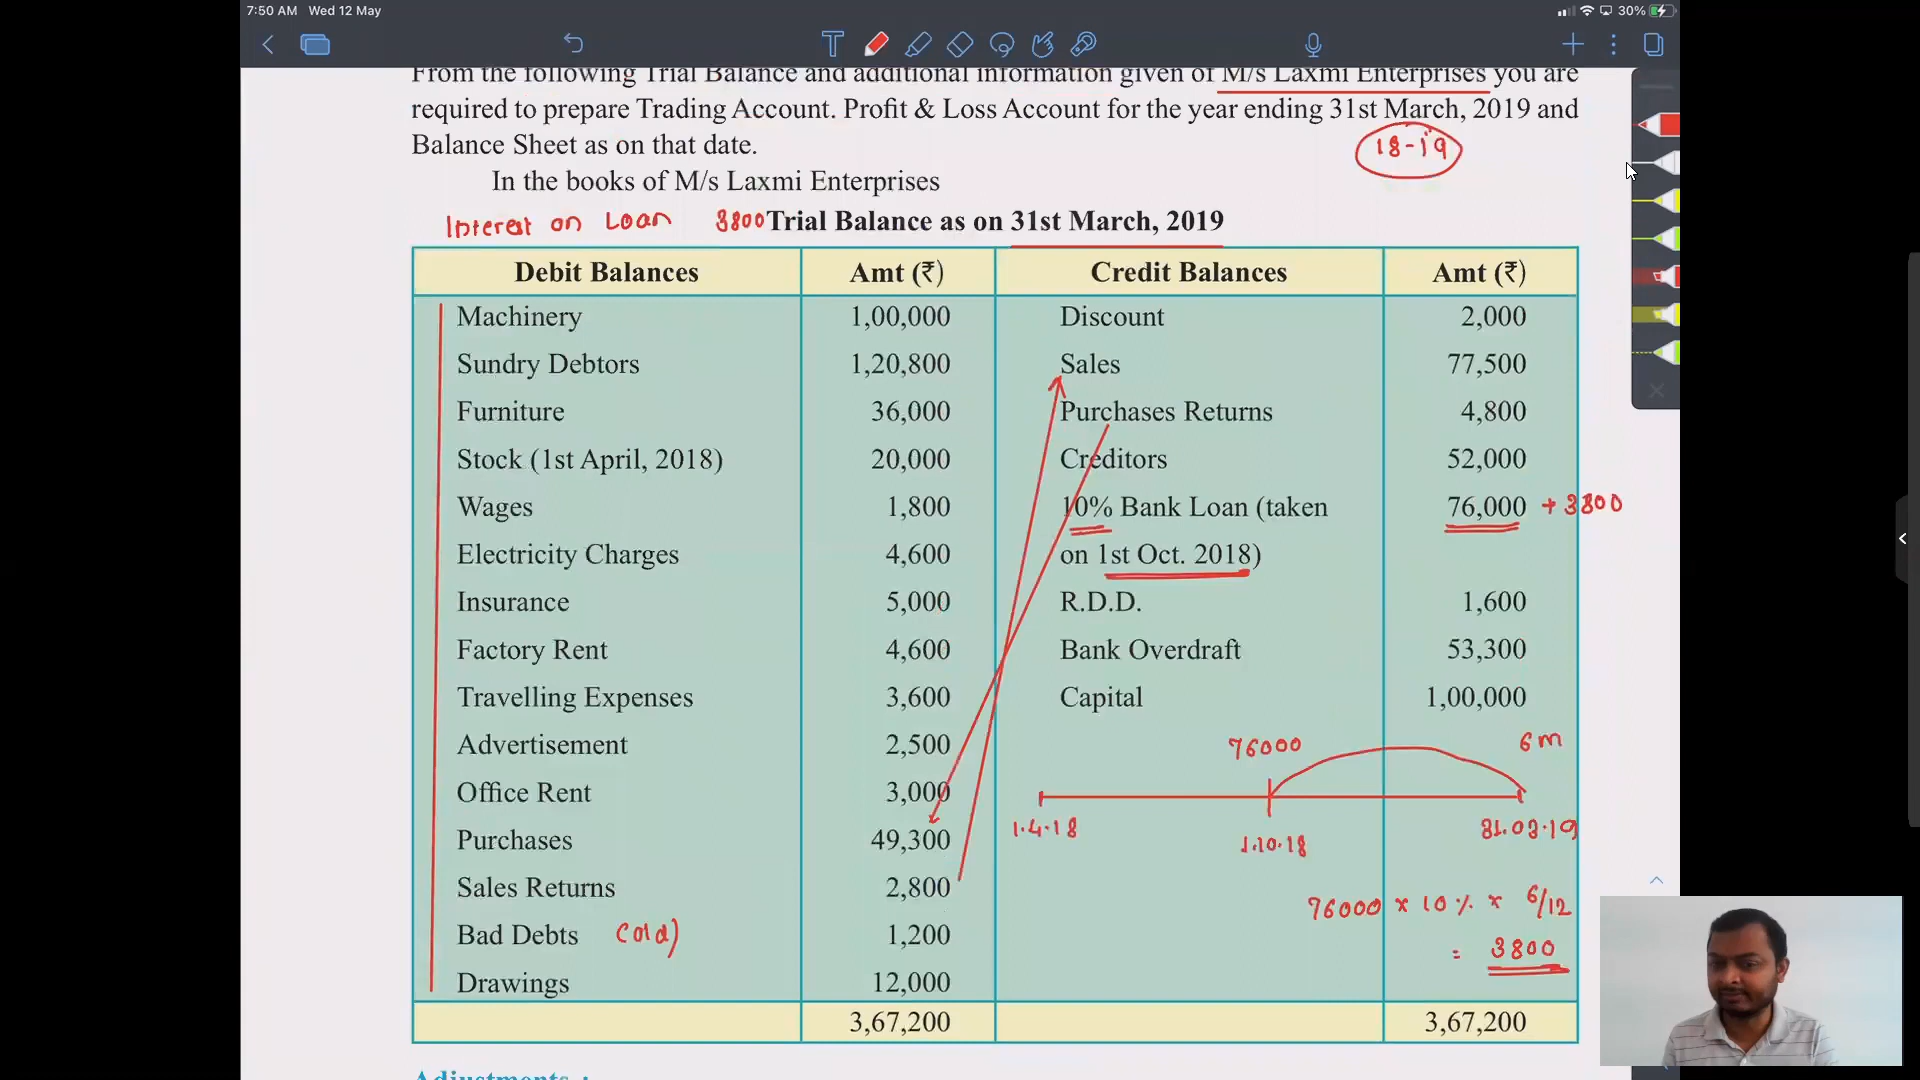 7:50 AM Wed 12 May
30%
From the following Trial Balance and additional information given of M/s Laxmi Enterprises you are
required to prepare Trading Account. Profit & Loss Account for the year ending 31st March, 2019 and
Balance Sheet as on that date.
18-19
In the books of M/s Laxmi Enterprises
Interest on Loan 3800 Trial Balance as on 31st March, 2019
Debit Balances Amt (₹) Credit Balances Amt (₹)
Machinery 1,00,000 Discount 2,000
Sundry Debtors 1,20,800 Sales 77,500
Furniture 36,000 Purchases Returns 4,800
Stock (1st April, 2018) 20,000 Creditors 52,000
Wages 1,800 10% Bank Loan (taken 76,000 + 3800
Electricity Charges 4,600 on 1st Oct. 2018)
Insurance 5,000 R.D.D. 1,600
Factory Rent 4,600 Bank Overdraft 53,300
Travelling Expenses 3,600 Capital 1,00,000
Advertisement 2,500 76000 6m
Office Rent 3,000
Purchases 49,300 1.4.18 1.10.18 31.03.19
Sales Returns 2,800 76000 x 10% x 6/12
Bad Debts (old) 1,200 = 3800
Drawings 12,000
3,67,200 3,67,200
Adjustments :